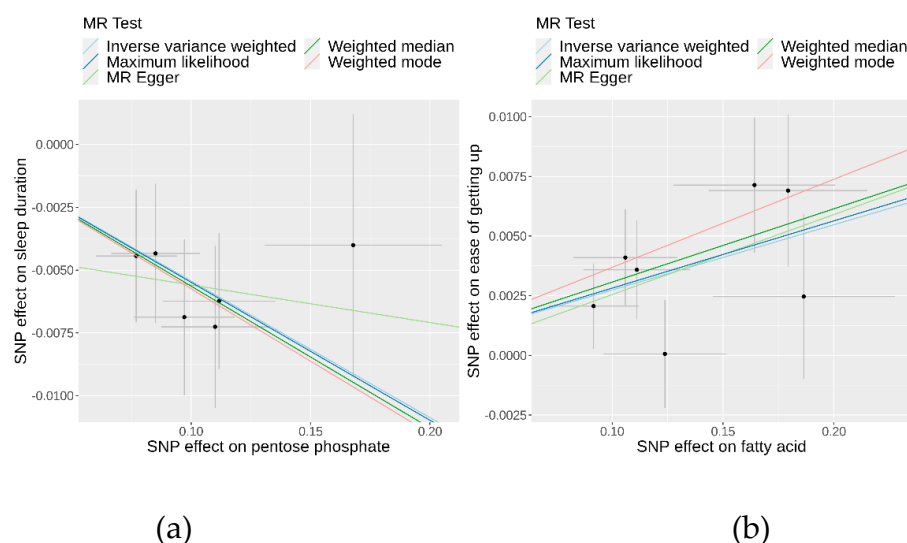 MR Test
Inverse variance weighted
Weighted median
Maximum likelihood
Weighted mode
MR Egger
0.0000
-0.0025
-0.0050
-0.0075
-0.0100
SNP effect on sleep duration
0.10
0.15
0.20
SNP effect on pentose phosphate
(a)
MR Test
Inverse variance weighted
Weighted median
Maximum likelihood
Weighted mode
MR Egger
0.0100
0.0075
0.0050
0.0025
0.0000
-0.0025
SNP effect on ease of getting up
0.10
0.15
0.20
SNP effect on fatty acid
(b)